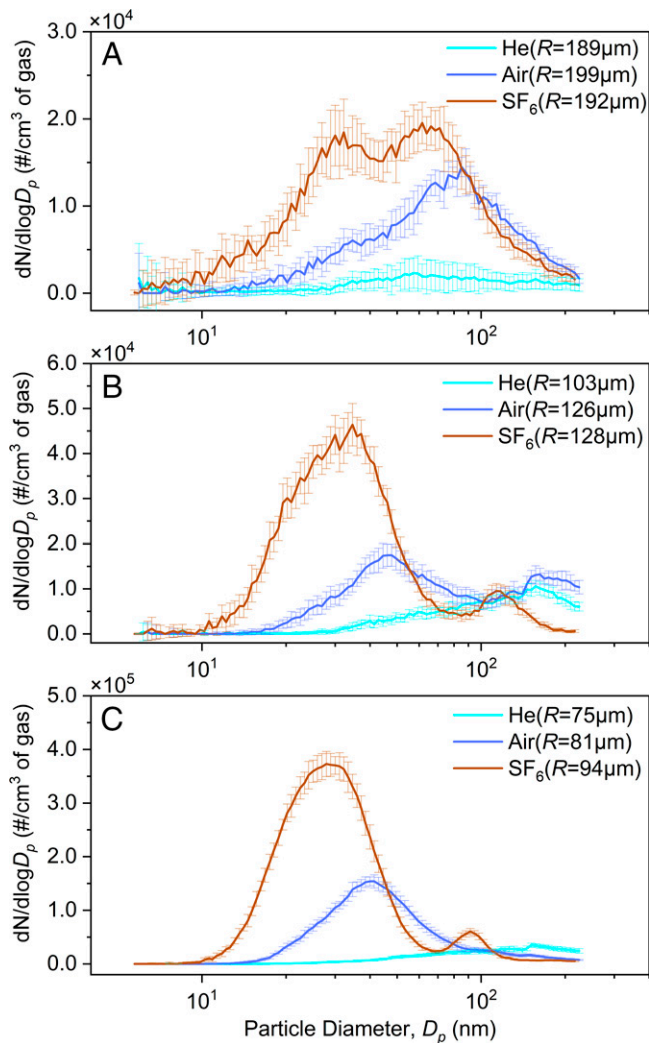 ×10⁴
A
3.0
2.0
1.0
0.0
dN/dlogDₚ (#/cm³ of gas)
He(R=189μm)
Air(R=199μm)
SF₆(R=192μm)
10¹
10²
×10⁴
B
6.0
5.0
4.0
3.0
2.0
1.0
0.0
dN/dlogDₚ (#/cm³ of gas)
He(R=103μm)
Air(R=126μm)
SF₆(R=128μm)
10¹
10²
×10⁵
C
5.0
4.0
3.0
2.0
1.0
0.0
dN/dlogDₚ (#/cm³ of gas)
He(R=75μm)
Air(R=81μm)
SF₆(R=94μm)
10¹
10²
Particle Diameter, Dₚ (nm)